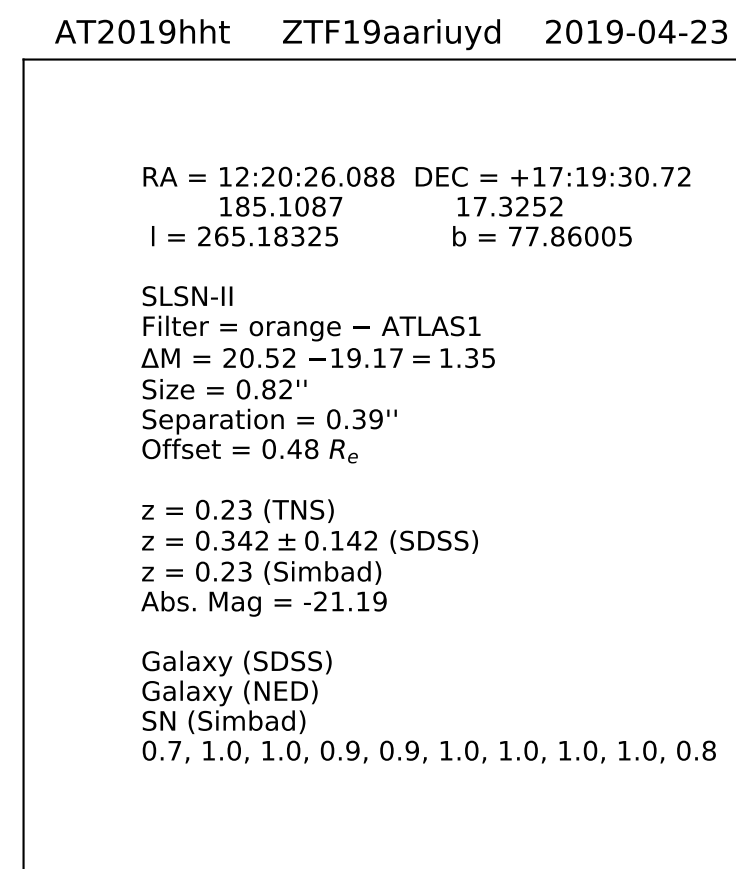 AT2019hht ZTF19aariuyd 2019-04-23
RA = 12:20:26.088 DEC = +17:19:30.72
185.1087 17.3252
l = 265.18325 b = 77.86005
SLSN-II
Filter = orange − ATLAS1
ΔM = 20.52 −19.17 = 1.35
Size = 0.82''
Separation = 0.39''
Offset = 0.48 Re
z = 0.23 (TNS)
z = 0.342 ± 0.142 (SDSS)
z = 0.23 (Simbad)
Abs. Mag = -21.19
Galaxy (SDSS)
Galaxy (NED)
SN (Simbad)
0.7, 1.0, 1.0, 0.9, 0.9, 1.0, 1.0, 1.0, 1.0, 0.8